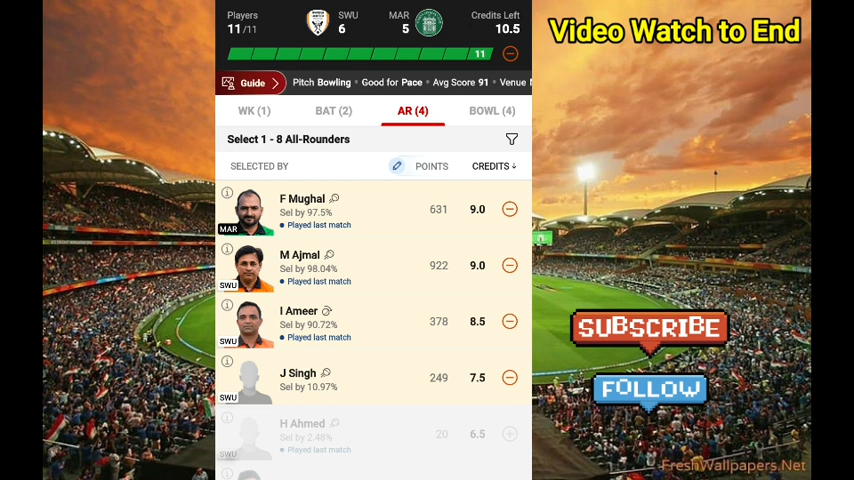 Players
11/11
SWU
6
MAR
5
Credits Left
10.5
Video Watch to End
11
Guide
Pitch Bowling • Good for Pace • Avg Score 91 • Venue
WK (1)
BAT (2)
AR (4)
BOWL (4)
Select 1 - 8 All-Rounders
SELECTED BY
POINTS
CREDITS↓
F Mughal
Sel by 97.5%
• Played last match
MAR
631
9.0
M Ajmal
Sel by 98.04%
• Played last match
SWU
922
9.0
I Ameer
Sel by 90.72%
• Played last match
SWU
378
8.5
SUBSCRIBE
J Singh
Sel by 10.97%
SWU
249
7.5
FOLLOW
H Ahmed
Sel by 2.48%
• Played last match
SWU
20
6.5
FreshWallpapers.Net